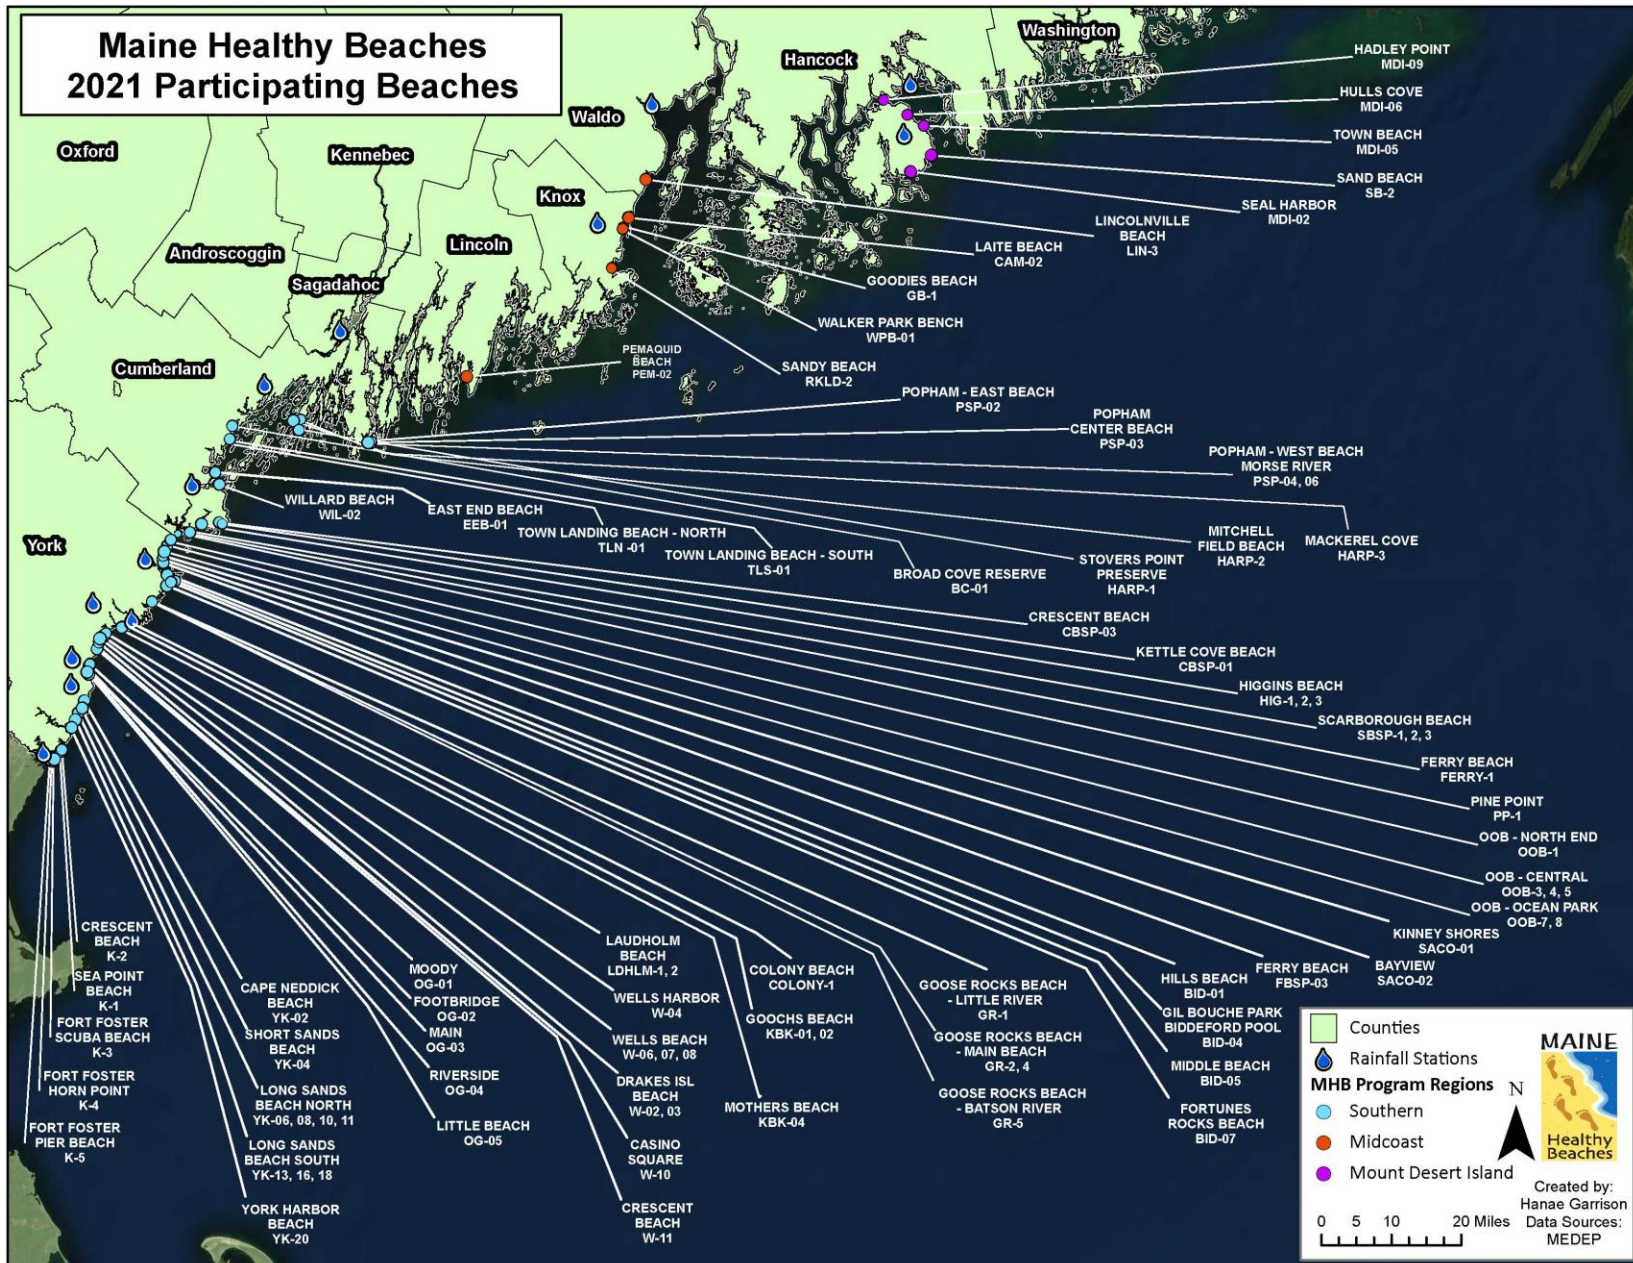 Maine Healthy Beaches
2021 Participating Beaches
Washington
Hancock
Waldo
Oxford
Kennebec
Knox
Lincoln
Androscoggin
Sagadahoc
Cumberland
York
HADLEY POINT
MDI-09
HULLS COVE
MDI-06
TOWN BEACH
MDI-05
SAND BEACH
SB-2
SEAL HARBOR
MDI-02
LINCOLNVILLE
BEACH
LIN-3
LAITE BEACH
CAM-02
GOODIES BEACH
GB-1
WALKER PARK BENCH
WPB-01
SANDY BEACH
RKLD-2
PEMAQUID
BEACH
PEM-02
POPHAM - EAST BEACH
PSP-02
POPHAM
CENTER BEACH
PSP-03
POPHAM - WEST BEACH
MORSE RIVER
PSP-04, 06
MACKEREL COVE
HARP-3
MITCHELL
FIELD BEACH
HARP-2
STOVERS POINT
PRESERVE
HARP-1
BROAD COVE RESERVE
BC-01
TOWN LANDING BEACH - SOUTH
TLS-01
TOWN LANDING BEACH - NORTH
TLN -01
EAST END BEACH
EEB-01
WILLARD BEACH
WIL-02
CRESCENT BEACH
CBSP-03
KETTLE COVE BEACH
CBSP-01
HIGGINS BEACH
HIG-1, 2, 3
SCARBOROUGH BEACH
SBSP-1, 2, 3
FERRY BEACH
FERRY-1
PINE POINT
PP-1
OOB - NORTH END
OOB-1
OOB - CENTRAL
OOB-3, 4, 5
OOB - OCEAN PARK
OOB-7, 8
KINNEY SHORES
SACO-01
BAYVIEW
SACO-02
FERRY BEACH
FBSP-03
HILLS BEACH
BID-01
GIL BOUCHE PARK
BIDDEFORD POOL
BID-04
MIDDLE BEACH
BID-05
FORTUNES
ROCKS BEACH
BID-07
GOOSE ROCKS BEACH
- LITTLE RIVER
GR-1
GOOSE ROCKS BEACH
- MAIN BEACH
GR-2, 4
GOOSE ROCKS BEACH
- BATSON RIVER
GR-5
COLONY BEACH
COLONY-1
GOOCHS BEACH
KBK-01, 02
MOTHERS BEACH
KBK-04
LAUDHOLM
BEACH
LDHLM-1, 2
WELLS HARBOR
W-04
WELLS BEACH
W-06, 07, 08
DRAKES ISL
BEACH
W-02, 03
CASINO
SQUARE
W-10
CRESCENT
BEACH
W-11
MOODY
OG-01
FOOTBRIDGE
OG-02
MAIN
OG-03
RIVERSIDE
OG-04
LITTLE BEACH
OG-05
CAPE NEDDICK
BEACH
YK-02
SHORT SANDS
BEACH
YK-04
LONG SANDS
BEACH NORTH
YK-06, 08, 10, 11
LONG SANDS
BEACH SOUTH
YK-13, 16, 18
YORK HARBOR
BEACH
YK-20
CRESCENT
BEACH
K-2
SEA POINT
BEACH
K-1
FORT FOSTER
SCUBA BEACH
K-3
FORT FOSTER
HORN POINT
K-4
FORT FOSTER
PIER BEACH
K-5
Counties
Rainfall Stations
MHB Program Regions
Southern
Midcoast
Mount Desert Island
0 5 10 20 Miles
N
MAINE
Healthy
Beaches
Created by:
Hanae Garrison
Data Sources:
MEDEP